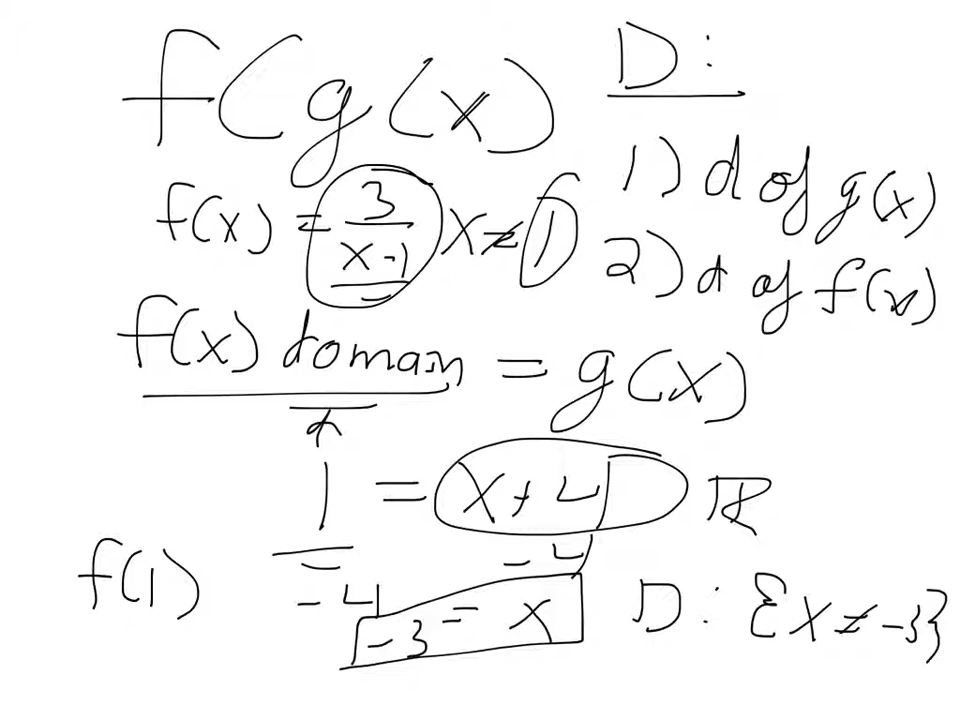 f(g(x)
D:
f(x) = 3/(x-1) x ≠ 1
1) d of g(x)
2) d of f(x)
f(x) domain = g(x)
x
1 = x+4 ℝ
-4 -4
f(1)
-3 = x
D: {x ≠ -3}